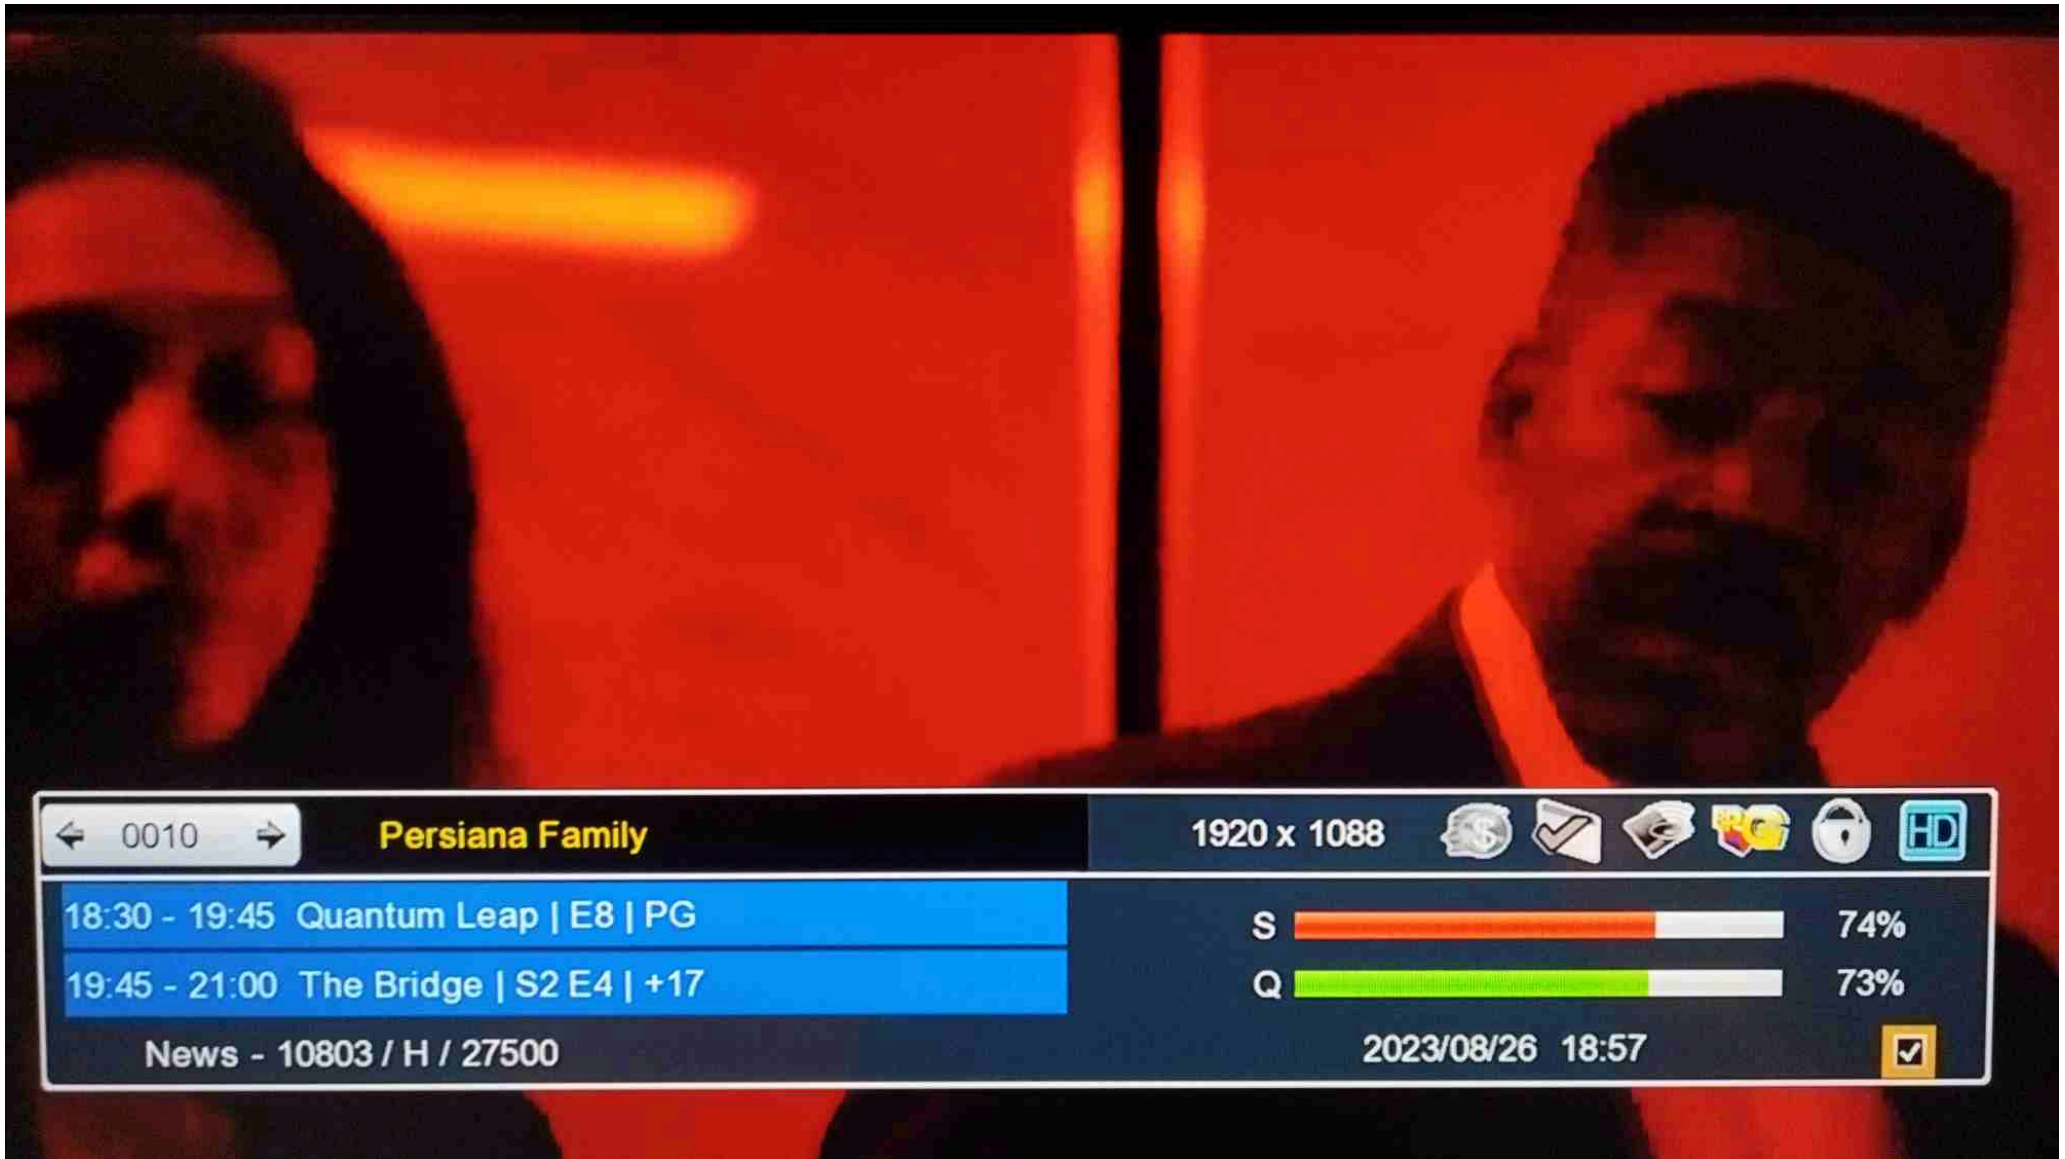 0010 Persiana Family 1920 x 1088 $ EPG HD
18:30 - 19:45 Quantum Leap | E8 | PG
S 74%
19:45 - 21:00 The Bridge | S2 E4 | +17
Q 73%
News - 10803 / H / 27500 2023/08/26 18:57